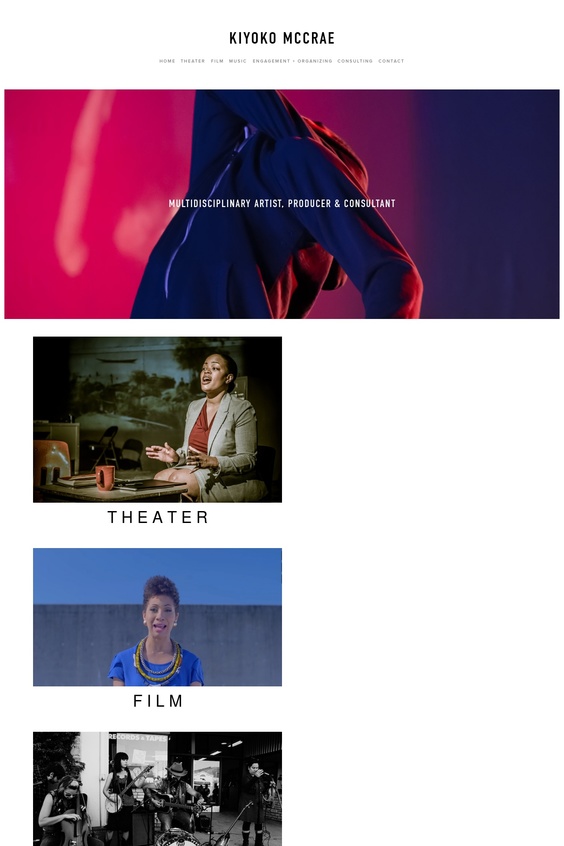 KIYOKO MCCRAE
HOME THEATER FILM MUSIC ENGAGEMENT + ORGANIZING CONSULTING CONTACT
MULTIDISCIPLINARY ARTIST, PRODUCER & CONSULTANT
THEATER
FILM
RECORDS & TAPES